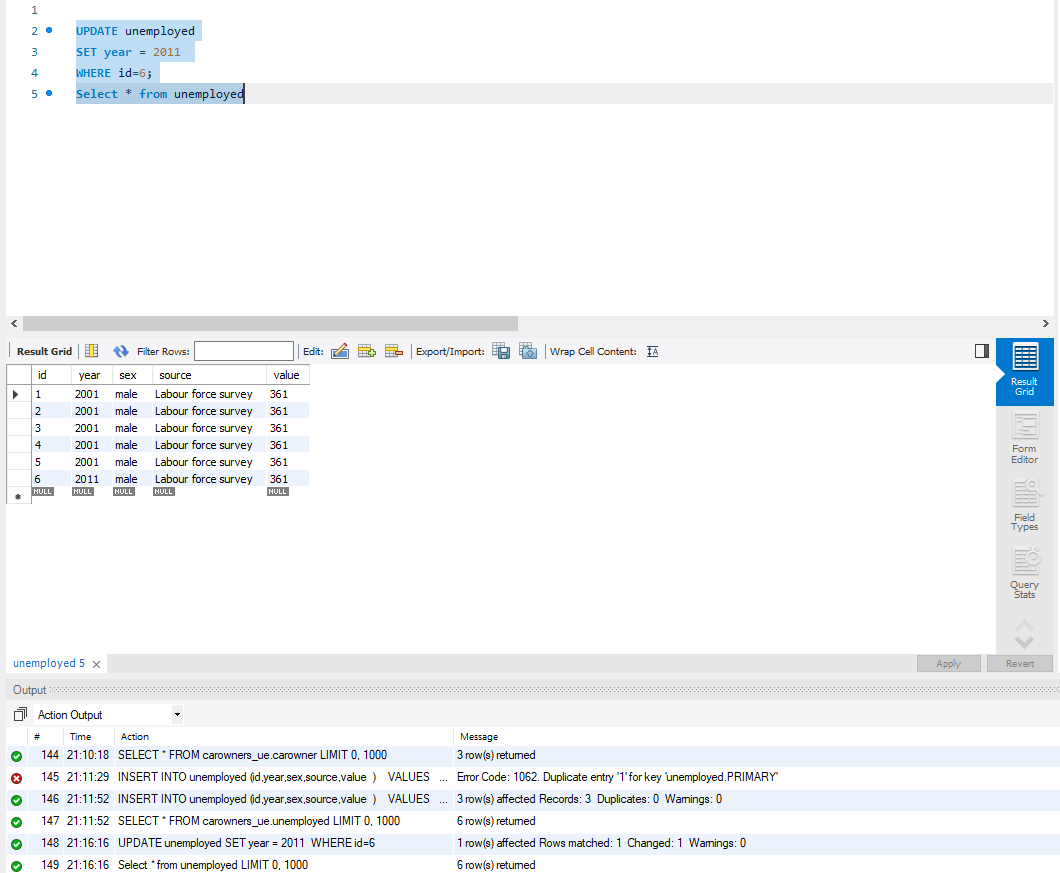 1
2 UPDATE unemployed
3 SET year = 2011
4 WHERE id=6;
5 Select * from unemployed
Result Grid Filter Rows: Edit: Export/Import: Wrap Cell Content: IA
id year sex source value
1 2001 male Labour force survey 361
2 2001 male Labour force survey 361
3 2001 male Labour force survey 361
4 2001 male Labour force survey 361
5 2001 male Labour force survey 361
6 2011 male Labour force survey 361
NULL NULL NULL NULL NULL
Result
Grid
Form
Editor
Field
Types
Query
Stats
unemployed 5 Apply Revert
Output
Action Output
# Time Action Message
144 21:10:18 SELECT * FROM carowners_ue.carowner LIMIT 0, 1000 3 row(s) returned
145 21:11:29 INSERT INTO unemployed (id,year,sex,source,value ) VALUES ... Error Code: 1062. Duplicate entry '1' for key 'unemployed.PRIMARY'
146 21:11:52 INSERT INTO unemployed (id,year,sex,source,value ) VALUES ... 3 row(s) affected Records: 3 Duplicates: 0 Warnings: 0
147 21:11:52 SELECT * FROM carowners_ue.unemployed LIMIT 0, 1000 6 row(s) returned
148 21:16:16 UPDATE unemployed SET year = 2011 WHERE id=6 1 row(s) affected Rows matched: 1 Changed: 1 Warnings: 0
149 21:16:16 Select * from unemployed LIMIT 0, 1000 6 row(s) returned